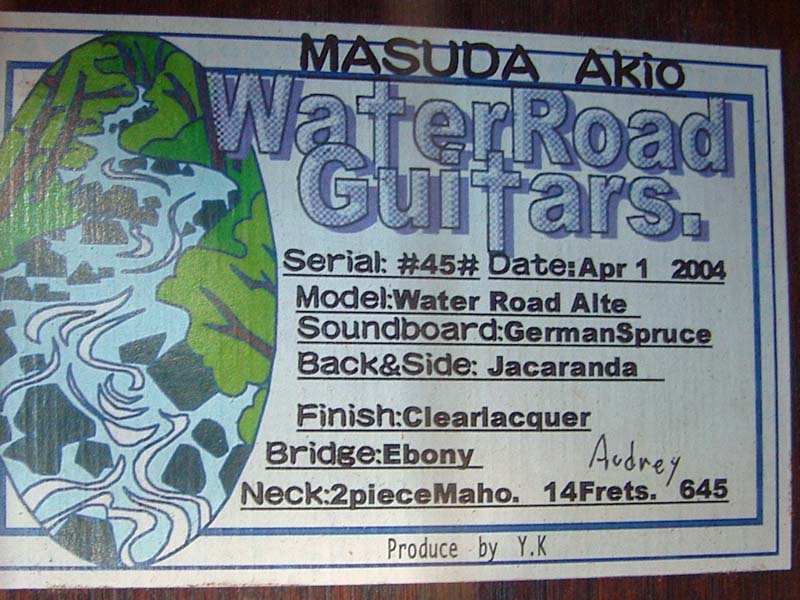 MASUDA AKIO
WaterRoad
Guitars.
Serial: #45# Date:Apr 1 2004
Model:Water Road Alte
Soundboard:GermanSpruce
Back&Side: Jacaranda
Finish:Clearlacquer
Bridge:Ebony Audrey
Neck:2pieceMaho. 14Frets. 645
Produce by Y.K